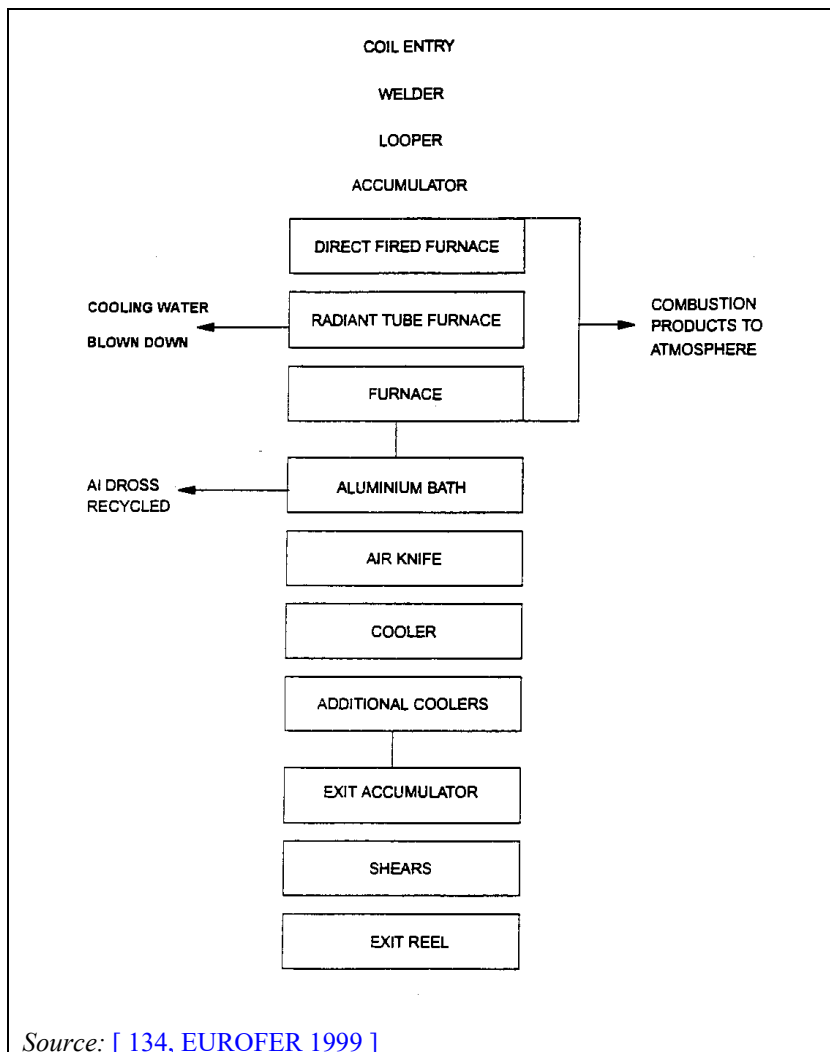 COIL ENTRY
WELDER
LOOPER
ACCUMULATOR
DIRECT FIRED FURNACE
COOLING WATER
BLOWN DOWN
RADIANT TUBE FURNACE
COMBUSTION
PRODUCTS TO
ATMOSPHERE
FURNACE
AI DROSS
RECYCLED
ALUMINIUM BATH
AIR KNIFE
COOLER
ADDITIONAL COOLERS
EXIT ACCUMULATOR
SHEARS
EXIT REEL
Source: [ 134, EUROFER 1999 ]